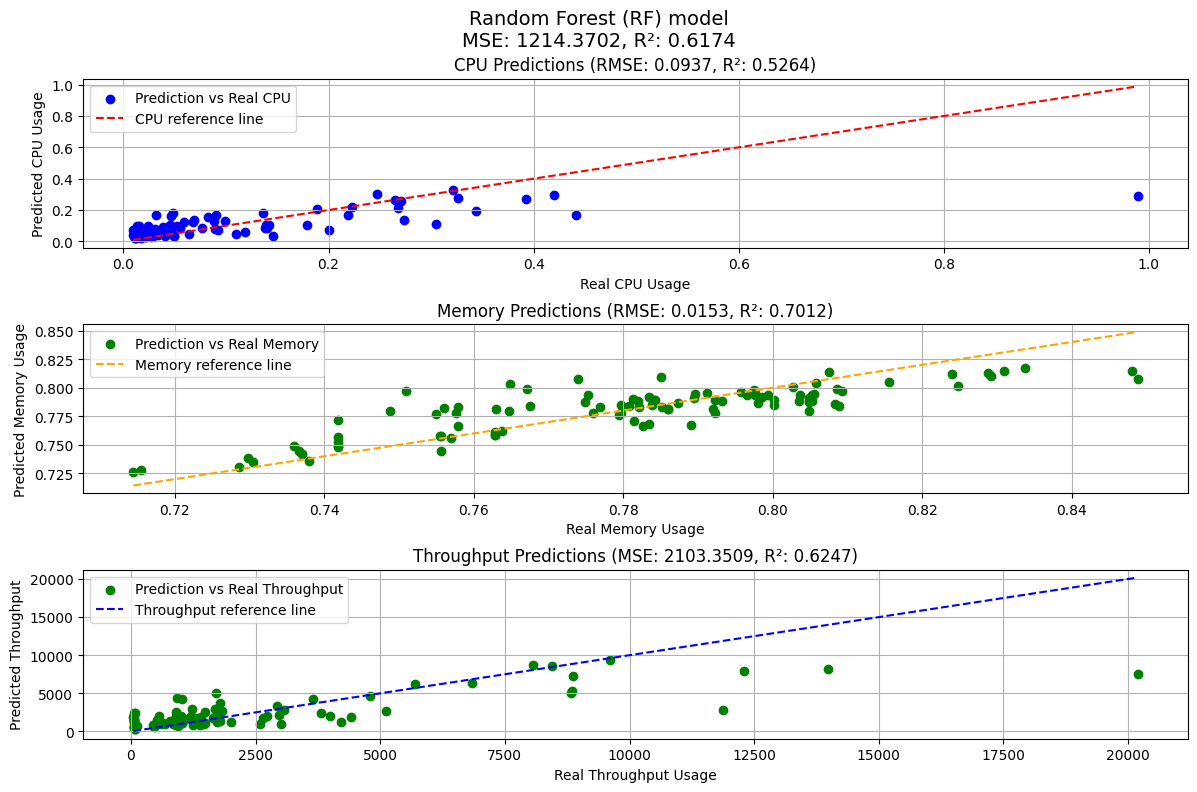 Random Forest (RF) model
MSE: 1214.3702, R²: 0.6174
CPU Predictions (RMSE: 0.0937, R²: 0.5264)
Predicted CPU Usage
1.0
0.8
0.6
0.4
0.2
0.0
Prediction vs Real CPU
CPU reference line
0.0 0.2 0.4 0.6 0.8 1.0
Real CPU Usage
Memory Predictions (RMSE: 0.0153, R²: 0.7012)
Predicted Memory Usage
0.850
0.825
0.800
0.775
0.750
0.725
Prediction vs Real Memory
Memory reference line
0.72 0.74 0.76 0.78 0.80 0.82 0.84
Real Memory Usage
Throughput Predictions (MSE: 2103.3509, R²: 0.6247)
Predicted Throughput
20000
15000
10000
5000
0
Prediction vs Real Throughput
Throughput reference line
0 2500 5000 7500 10000 12500 15000 17500 20000
Real Throughput Usage